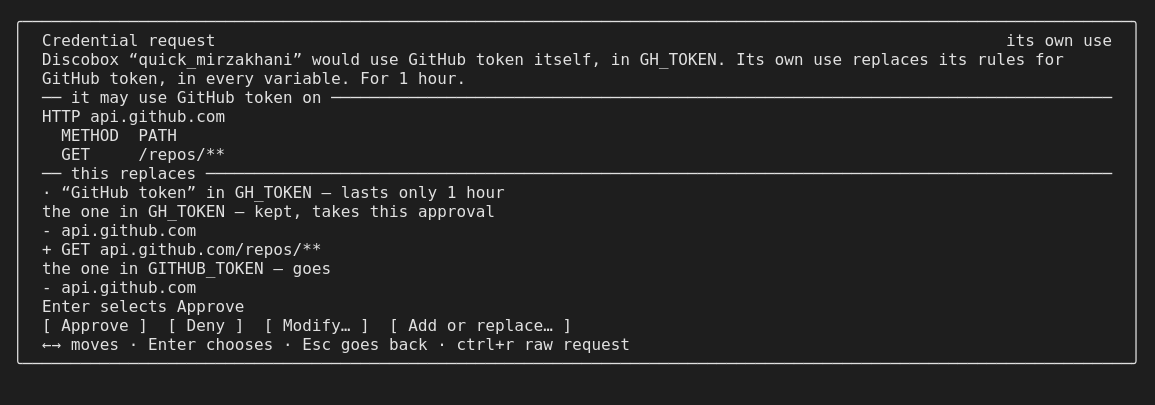 Credential request its own use
Discobox “quick_mirzakhani” would use GitHub token itself, in GH_TOKEN. Its own use replaces its rules for
GitHub token, in every variable. For 1 hour.
── it may use GitHub token on ──
HTTP api.github.com
METHOD PATH
GET /repos/**
── this replaces ──
· “GitHub token” in GH_TOKEN — lasts only 1 hour
the one in GH_TOKEN — kept, takes this approval
- api.github.com
+ GET api.github.com/repos/**
the one in GITHUB_TOKEN — goes
- api.github.com
Enter selects Approve
[ Approve ] [ Deny ] [ Modify… ] [ Add or replace… ]
←→ moves · Enter chooses · Esc goes back · ctrl+r raw request